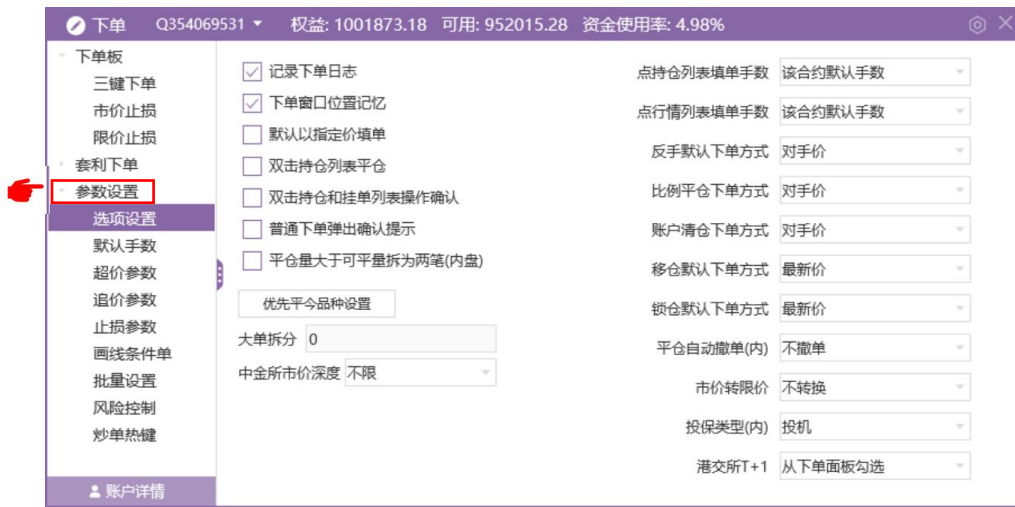 下单 Q354069531 权益: 1001873.18 可用: 952015.28 资金使用率: 4.98%
下单板
三键下单
市价止损
限价止损
套利下单
参数设置
选项设置
默认手数
超价参数
追价参数
止损参数
画线条件单
批量设置
风险控制
炒单热键
账户详情
记录下单日志
下单窗口位置记忆
默认以指定价填单
双击持仓列表平仓
双击持仓和挂单列表操作确认
普通下单弹出确认提示
平仓量大于可平量拆为两笔(内盘)
优先平今品种设置
大单拆分 0
中金所市价深度 不限
点持仓列表填单手数 该合约默认手数
点行情列表填单手数 该合约默认手数
反手默认下单方式 对手价
比例平仓下单方式 对手价
账户清仓下单方式 对手价
移仓默认下单方式 最新价
锁仓默认下单方式 最新价
平仓自动撤单(内) 不撤单
市价转限价 不转换
投保类型(内) 投机
港交所T+1 从下单面板勾选